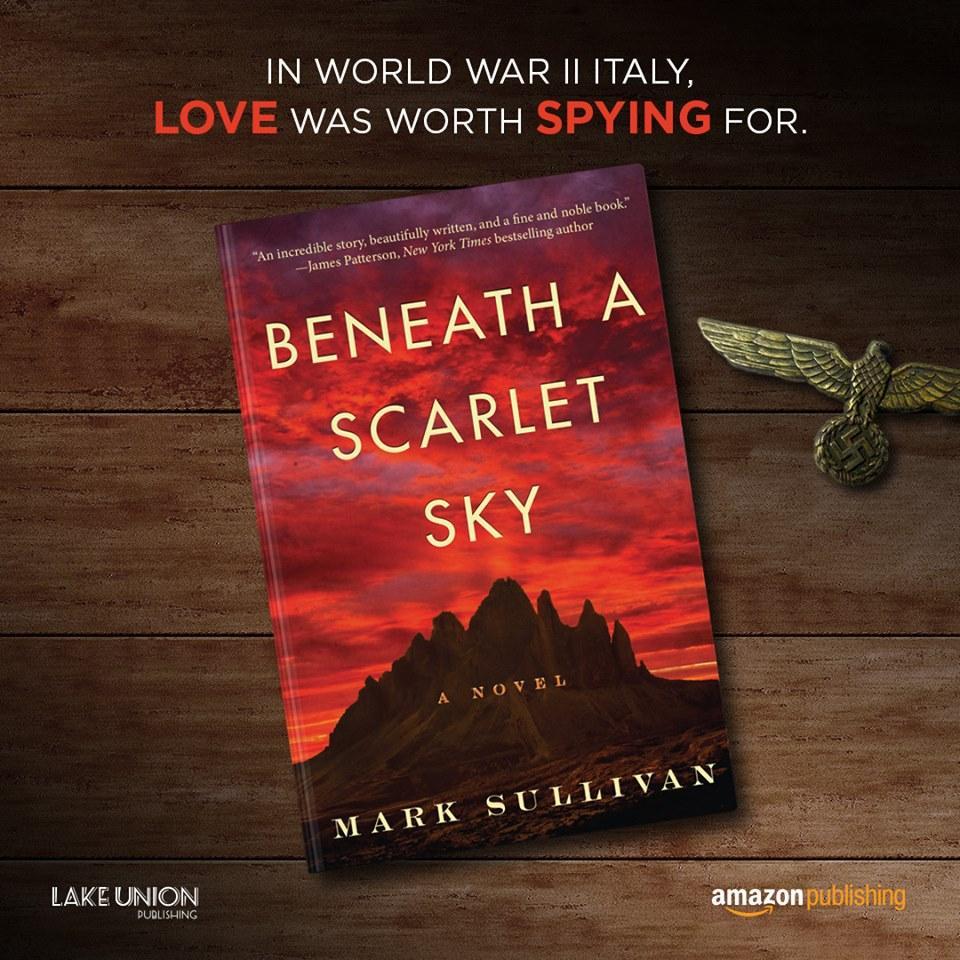 IN WORLD WAR II ITALY,
LOVE WAS WORTH SPYING FOR.
“An incredible story, beautifully written, and a fine and noble book.”
—James Patterson, New York Times bestselling author
BENEATH A
SCARLET
SKY
A NOVEL
MARK SULLIVAN
LAKE UNION
PUBLISHING
amazonpublishing